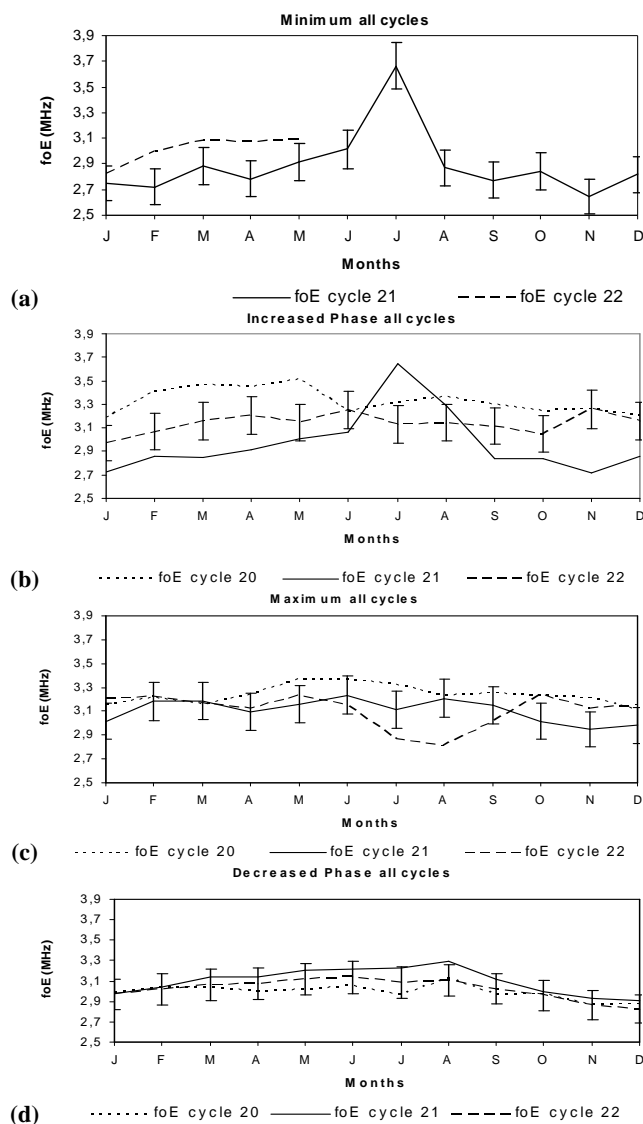 Minimum all cycles
3,9
3,7
3,5
3,3
3,1
2,9
2,7
2,5
foE (MHz)
J F M A M J J A S O N D
Months
(a)
foE cycle 21 foE cycle 22
Increased Phase all cycles
3,9
3,7
3,5
3,3
3,1
2,9
2,7
2,5
foE (MHz)
J F M A M J J A S O N D
Months
(b)
foE cycle 20 foE cycle 21 foE cycle 22
Maximum all cycles
3,9
3,7
3,5
3,3
3,1
2,9
2,7
2,5
foE (MHz)
J F M A M J J A S O N D
Months
(c)
foE cycle 20 foE cycle 21 foE cycle 22
Decreased Phase all cycles
3,9
3,7
3,5
3,3
3,1
2,9
2,7
2,5
foE (MHz)
J F M A M J J A S O N D
Months
(d)
foE cycle 20 foE cycle 21 foE cycle 22